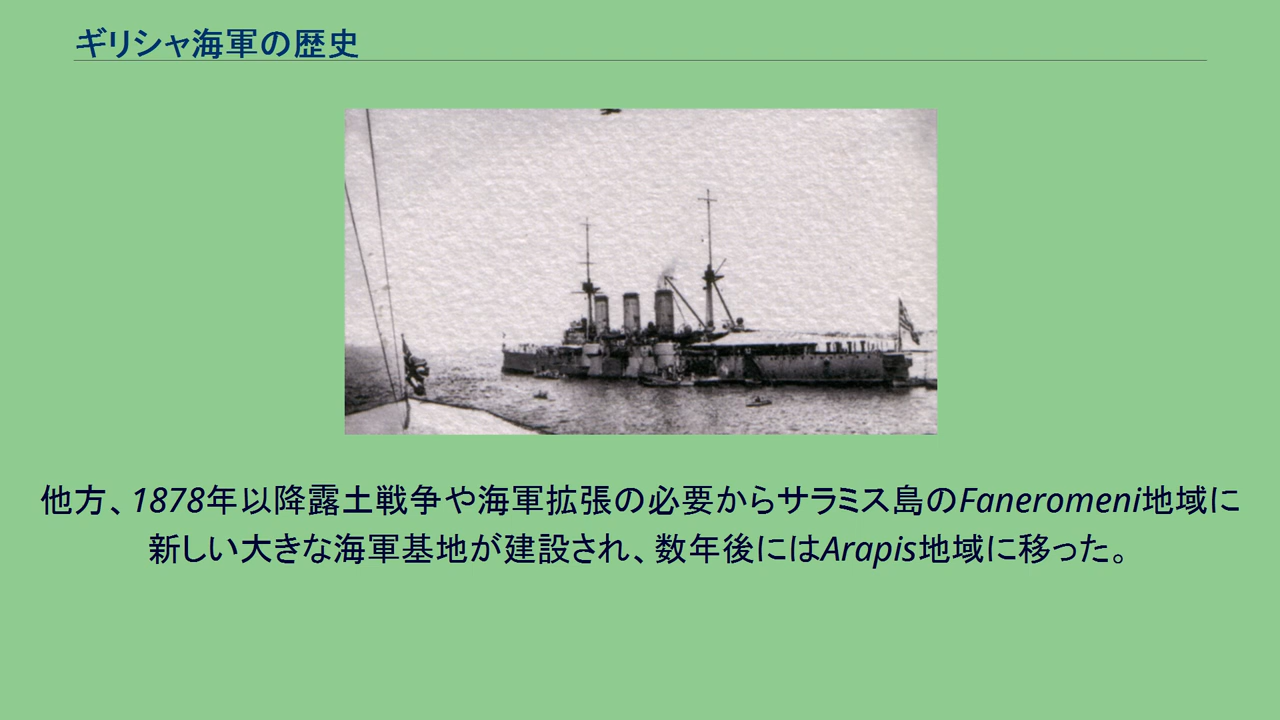 ギリシャ海軍の歴史
他方、1878年以降露土戦争や海軍拡張の必要からサラミス島のFaneromeni地域に
新しい大きな海軍基地が建設され、数年後にはArapis地域に移った。